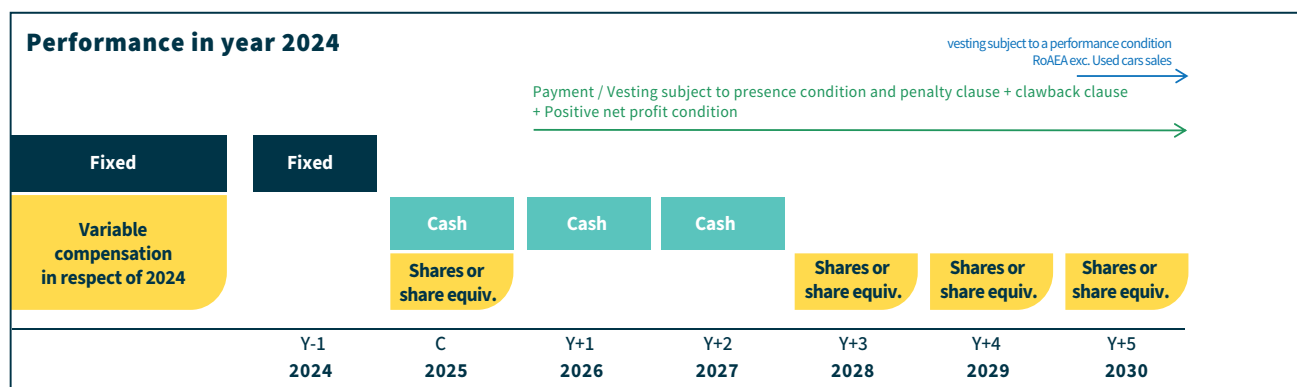 Performance in year 2024
vesting subject to a performance condition
RoAEA exc. Used cars sales
Payment / Vesting subject to presence condition and penalty clause + clawback clause
+ Positive net profit condition
Fixed
Fixed
Variable
compensation
in respect of 2024
Cash
Cash
Cash
Shares or
share equiv.
Shares or
share equiv.
Shares or
share equiv.
Shares or
share equiv.
Y-1
C
Y+1
Y+2
Y+3
Y+4
Y+5
2024
2025
2026
2027
2028
2029
2030